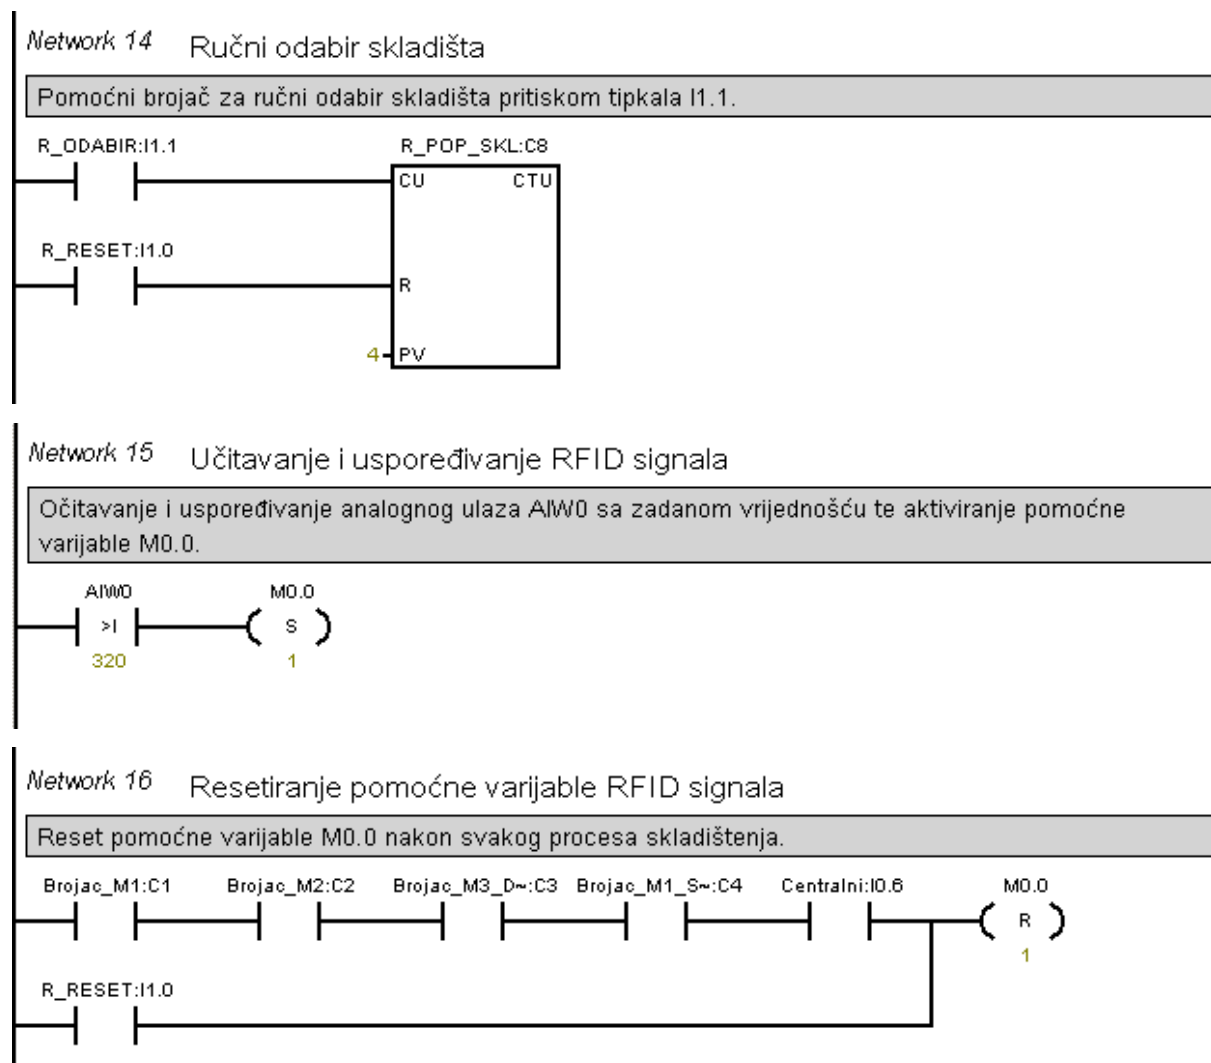 Network 14 Ručni odabir skladišta
Pomoćni brojač za ručni odabir skladišta pritiskom tipkala I1.1.
R_ODABIR:I1.1 R_POP_SKL:C8
CU CTU
R_RESET:I1.0
R
4 PV
Network 15 Učitavanje i uspoređivanje RFID signala
Očitavanje i uspoređivanje analognog ulaza AIW0 sa zadanom vrijednošću te aktiviranje pomoćne
varijable M0.0.
AIW0 M0.0
>I S
320 1
Network 16 Resetiranje pomoćne varijable RFID signala
Reset pomoćne varijable M0.0 nakon svakog procesa skladištenja.
Brojac_M1:C1 Brojac_M2:C2 Brojac_M3_D~:C3 Brojac_M1_S~:C4 Centralni:I0.6 M0.0
R
1
R_RESET:I1.0